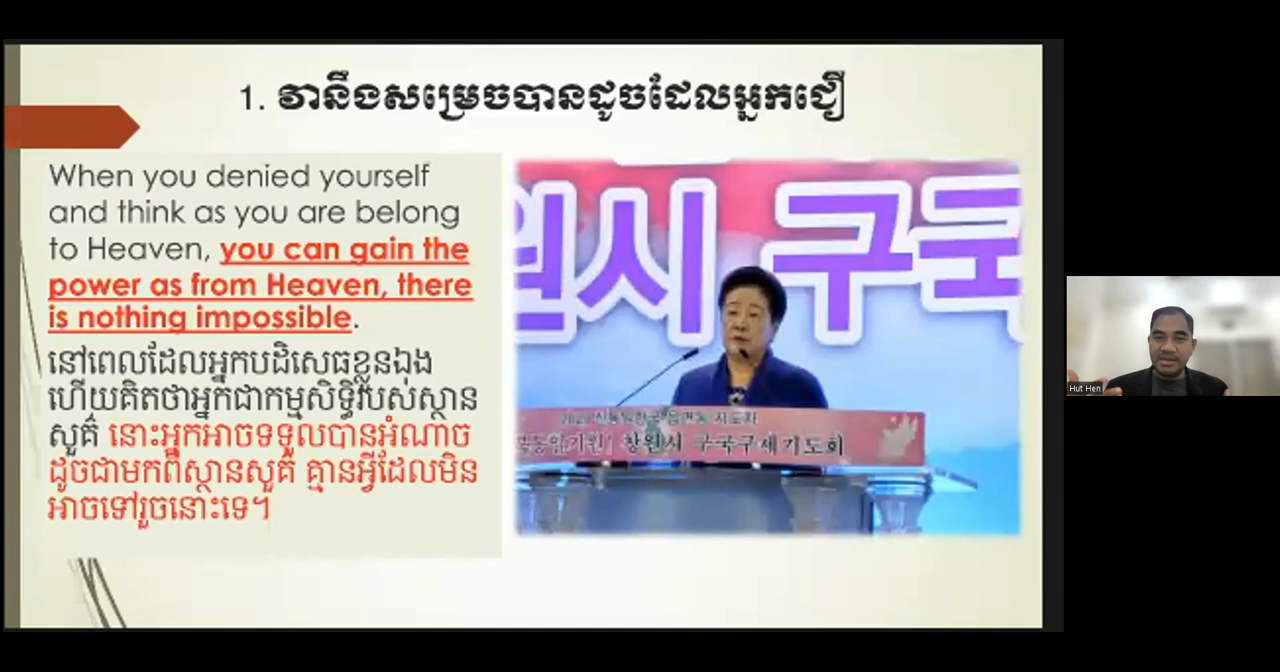 1. វានឹងសម្រេចបានដូចដែលអ្នកជឿ
When you denied yourself
and think as you are belong
to Heaven, you can gain the
power as from Heaven, there
is nothing impossible.
នៅពេលដែលអ្នកបដិសេធខ្លួនឯង
ហើយគិតថាអ្នកជាកម្មសិទ្ធិរបស់ស្ថាន
សួគ៌ នោះអ្នកអាចទទួលបានអំណាច
ដូចជាមកពីស្ថានសួគ៌ គ្មានអ្វីដែលមិន
អាចទៅរួចនោះទេ។
원시 구국
창원시 구국구세기도회
Hut Hen